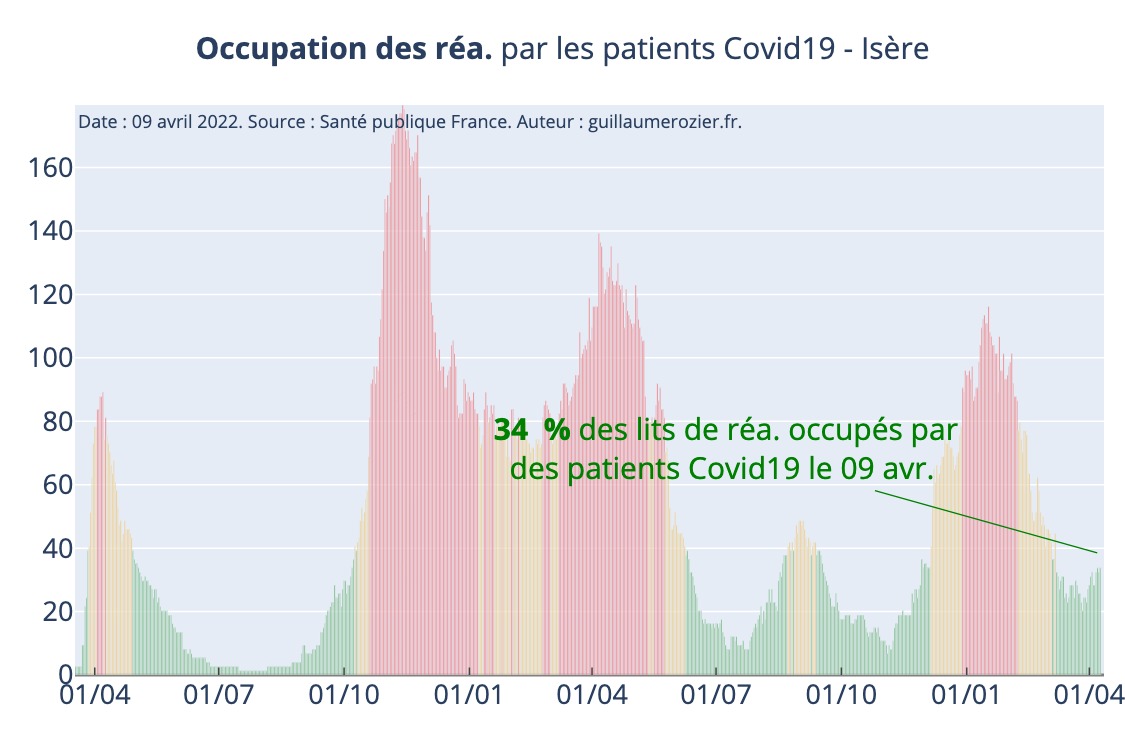 Occupation des réa. par les patients Covid19 - Isère
Date : 09 avril 2022. Source : Santé publique France. Auteur : guillaumerozier.fr.
160
140
120
100
80
34 % des lits de réa. occupés par
des patients Covid19 le 09 avr.
60
40
20
0
01/04 01/07 01/10 01/01 01/04 01/07 01/10 01/01 01/04